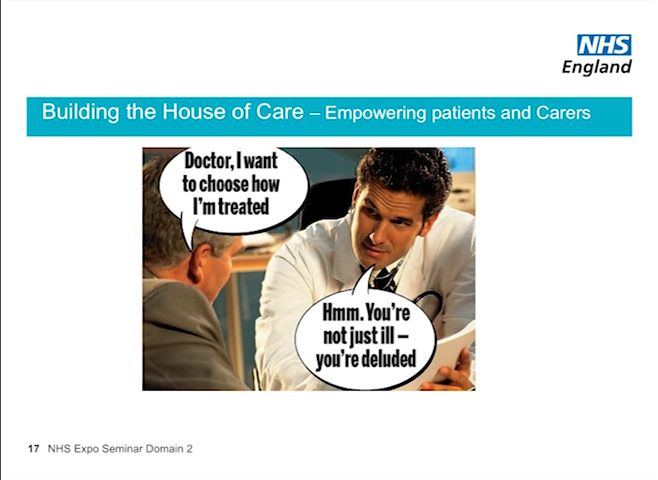 NHS
England
Building the House of Care – Empowering patients and Carers
Doctor, I want
to choose how
I'm treated
Hmm. You're
not just ill –
you're deluded
17 NHS Expo Seminar Domain 2